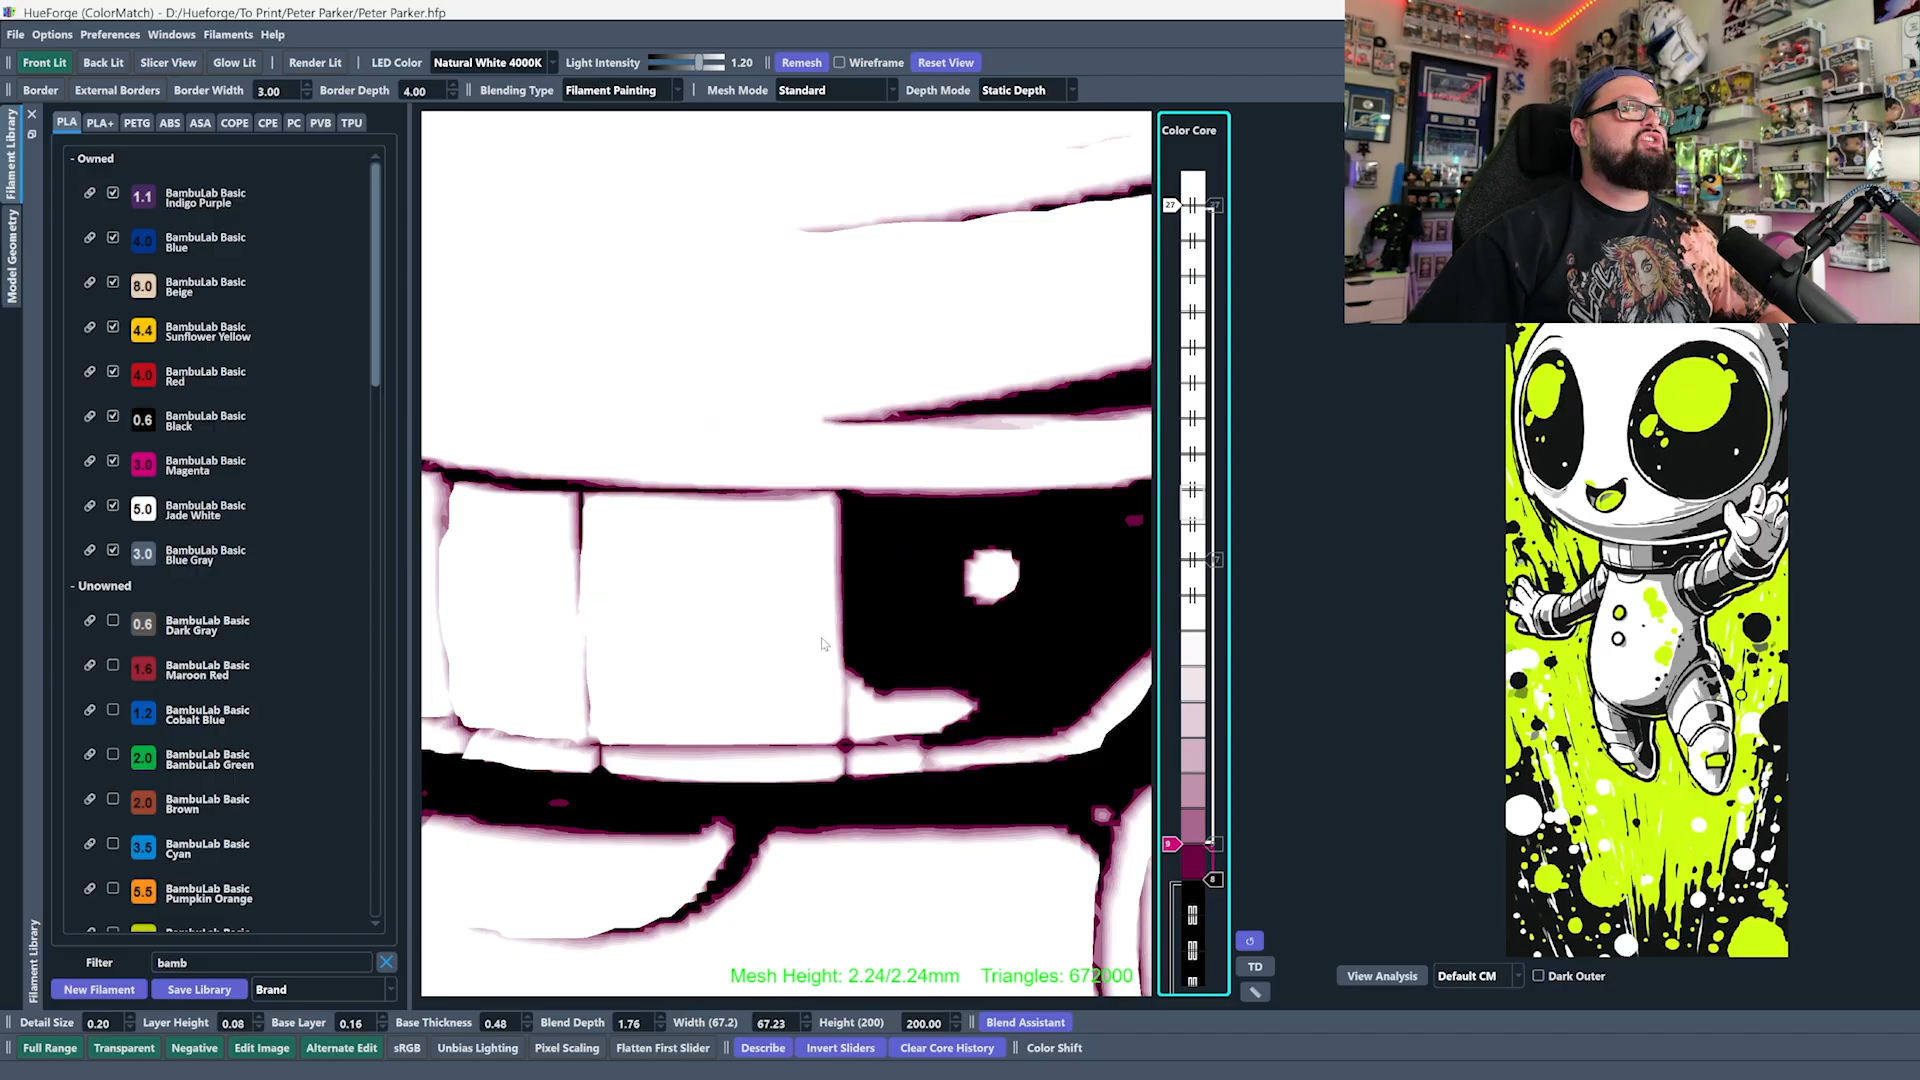 HueForge (ColorMatch) - D:/Hueforge/To Print/Peter Parker/Peter Parker.hfp
File Options Preferences Windows Filaments Help
Front Lit Back Lit Slicer View Glow Lit Render Lit LED Color Natural White 4000K Light Intensity 1.20 Remesh Wireframe Reset View
Border External Borders Border Width 3.00 Border Depth 4.00 Blending Type Filament Painting Mesh Mode Standard Depth Mode Static Depth
Filament Library
Model Geometry
PLA PLA+ PETG ABS ASA COPE CPE PC PVB TPU
Color Core
- Owned
1.1 BambuLab Basic
Indigo Purple
4.0 BambuLab Basic
Blue
8.0 BambuLab Basic
Beige
4.4 BambuLab Basic
Sunflower Yellow
4.0 BambuLab Basic
Red
0.6 BambuLab Basic
Black
3.0 BambuLab Basic
Magenta
5.0 BambuLab Basic
Jade White
3.0 BambuLab Basic
Blue Gray
- Unowned
0.6 BambuLab Basic
Dark Gray
1.6 BambuLab Basic
Maroon Red
1.2 BambuLab Basic
Cobalt Blue
2.0 BambuLab Basic
BambuLab Green
2.0 BambuLab Basic
Brown
3.5 BambuLab Basic
Cyan
5.5 BambuLab Basic
Pumpkin Orange
27
9
8
Filter bamb
New Filament Save Library Brand
Filament Library
Mesh Height: 2.24/2.24mm Triangles: 672000
TD
View Analysis Default CM Dark Outer
Detail Size 0.20 Layer Height 0.08 Base Layer 0.16 Base Thickness 0.48 Blend Depth 1.76 Width (67.2) 67.23 Height (200) 200.00 Blend Assistant
Full Range Transparent Negative Edit Image Alternate Edit sRGB Unbias Lighting Pixel Scaling Flatten First Slider Describe Invert Sliders Clear Core History Color Shift